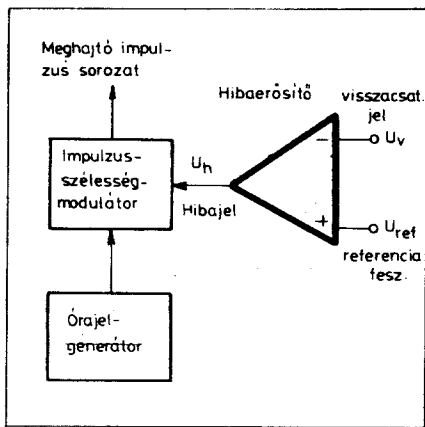 Meghajtó impul-
zus sorozat
Hibaerősítő
visszacsat.
jel
Impulzus-
szélesség-
modulátor
Uh
Hibajel
−
Uv
+
Uref
referencia
fesz.
Órajel-
generátor